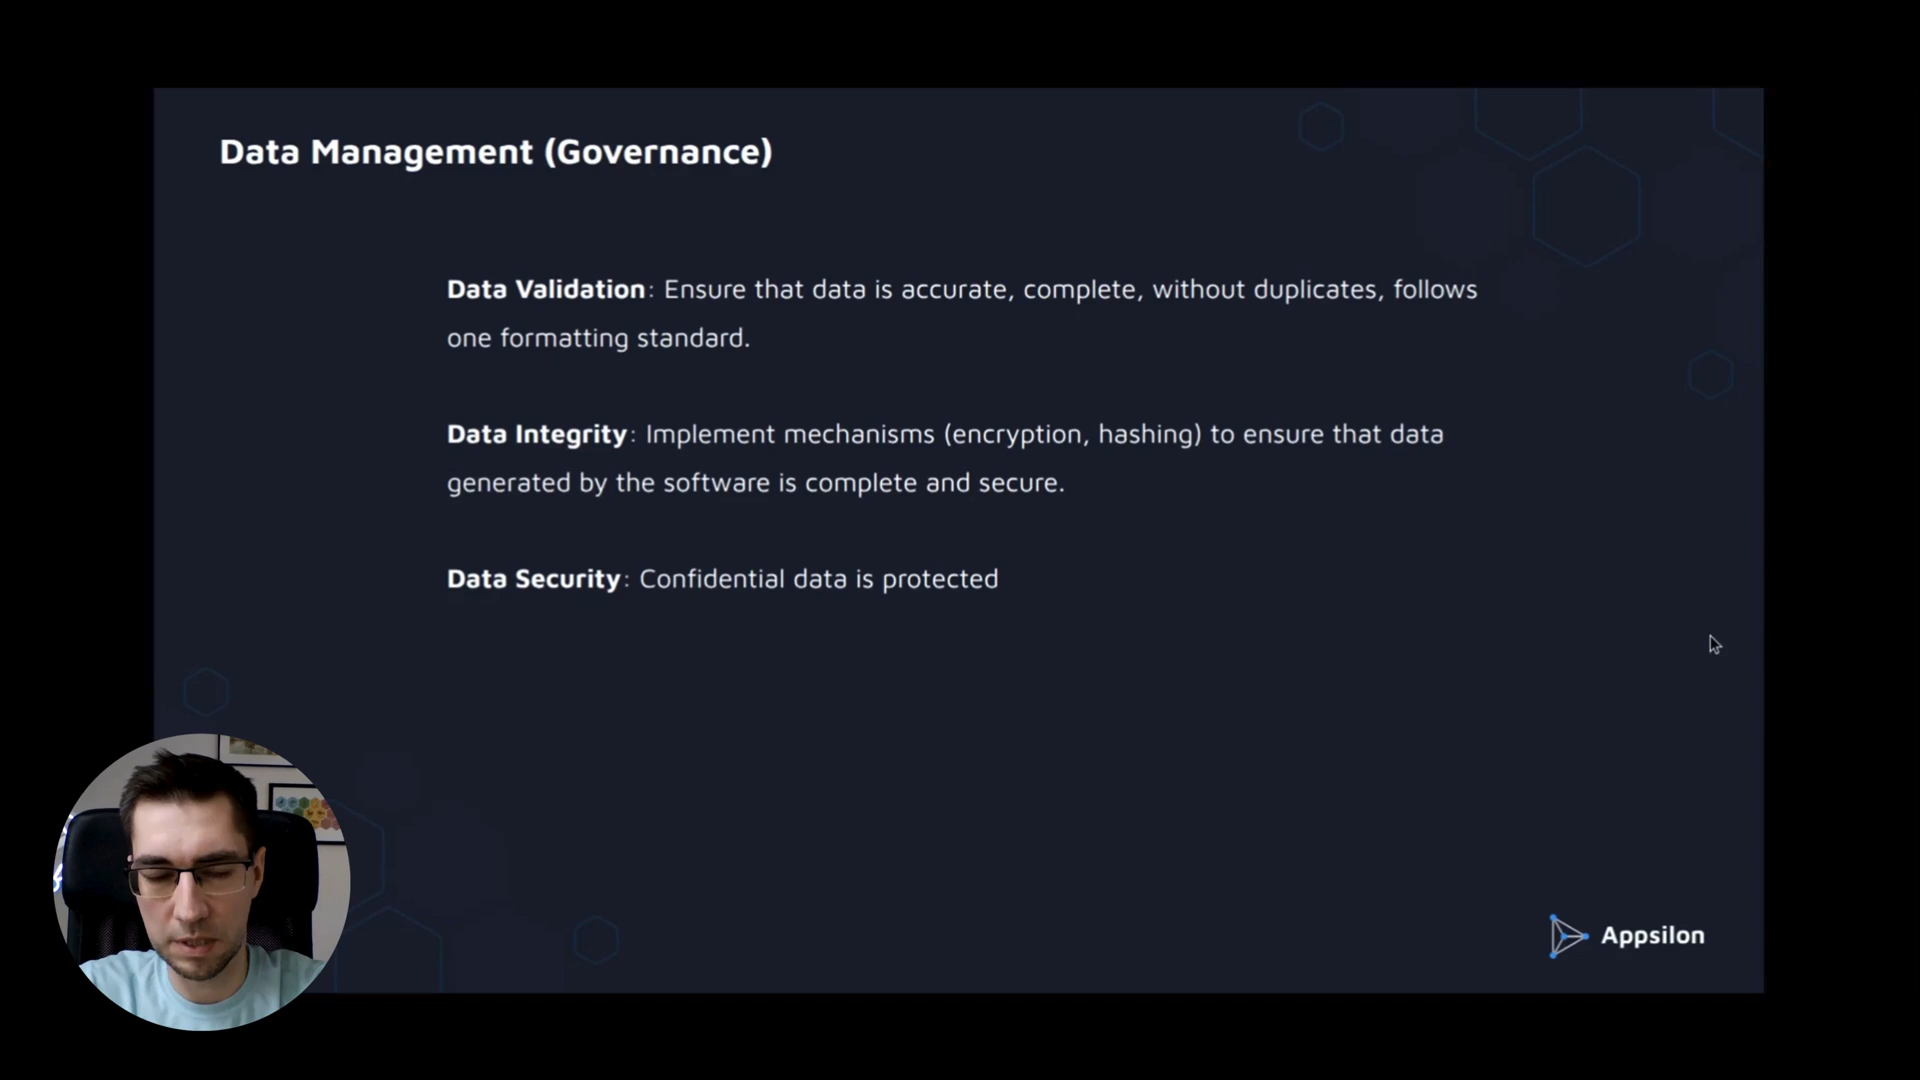 Data Management (Governance)
Data Validation: Ensure that data is accurate, complete, without duplicates, follows
one formatting standard.
Data Integrity: Implement mechanisms (encryption, hashing) to ensure that data
generated by the software is complete and secure.
Data Security: Confidential data is protected
Appsilon